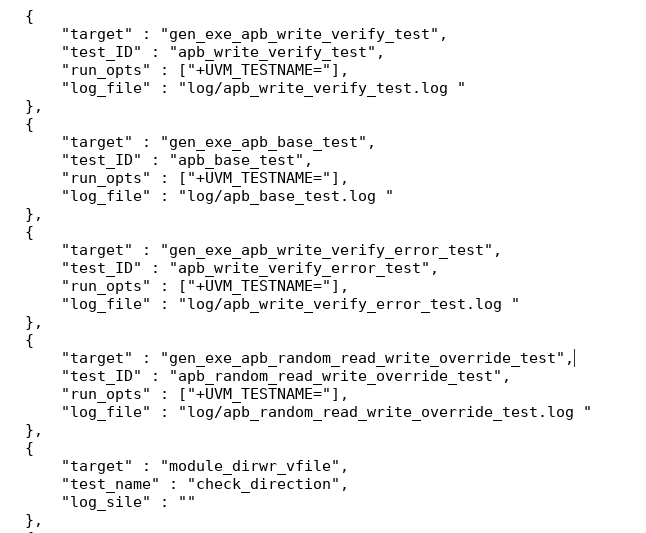 {
"target" : "gen_exe_apb_write_verify_test",
"test_ID" : "apb_write_verify_test",
"run_opts" : ["+UVM_TESTNAME="],
"log_file" : "log/apb_write_verify_test.log "
},
{
"target" : "gen_exe_apb_base_test",
"test_ID" : "apb_base_test",
"run_opts" : ["+UVM_TESTNAME="],
"log_file" : "log/apb_base_test.log "
},
{
"target" : "gen_exe_apb_write_verify_error_test",
"test_ID" : "apb_write_verify_error_test",
"run_opts" : ["+UVM_TESTNAME="],
"log_file" : "log/apb_write_verify_error_test.log "
},
{
"target" : "gen_exe_apb_random_read_write_override_test",
"test_ID" : "apb_random_read_write_override_test",
"run_opts" : ["+UVM_TESTNAME="],
"log_file" : "log/apb_random_read_write_override_test.log "
},
{
"target" : "module_dirwr_vfile",
"test_name" : "check_direction",
"log_sile" : ""
},